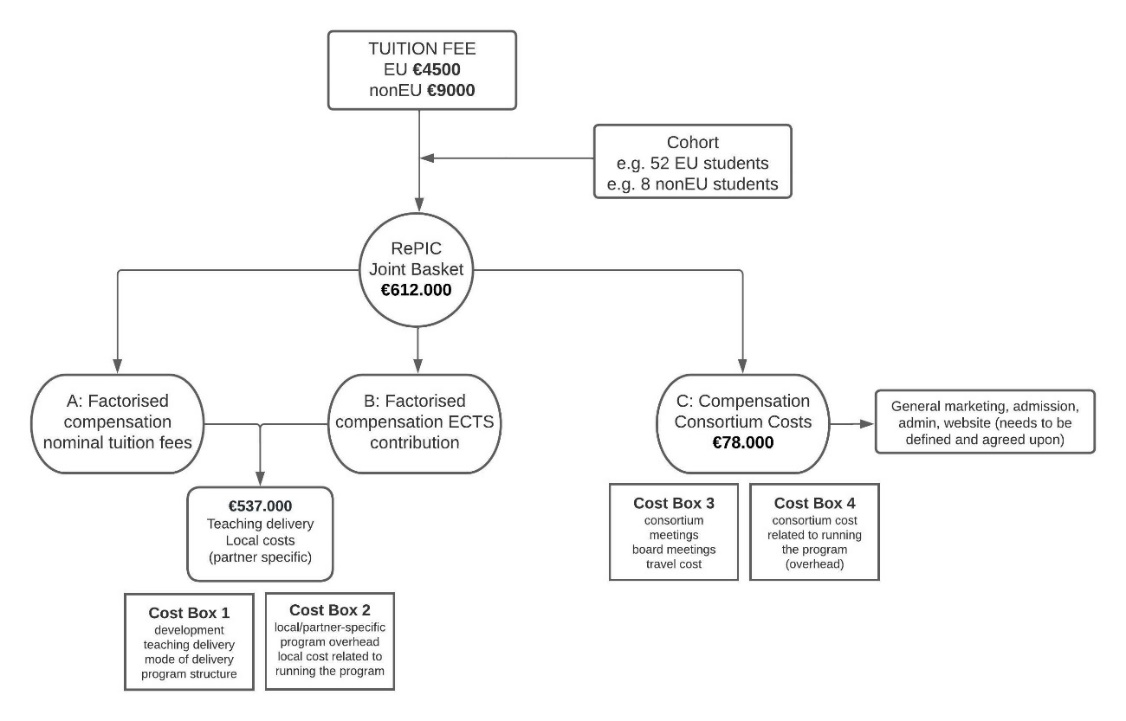 TUITION FEE
EU €4500
nonEU €9000
Cohort
e.g. 52 EU students
e.g. 8 nonEU students
RePIC
Joint Basket
€612.000
A: Factorised
compensation
nominal tuition fees
B: Factorised
compensation ECTS
contribution
C: Compensation
Consortium Costs
€78.000
General marketing, admission,
admin, website (needs to be
defined and agreed upon)
€537.000
Teaching delivery
Local costs
(partner specific)
Cost Box 3
consortium
meetings
board meetings
travel cost
Cost Box 4
consortium cost
related to running
the program
(overhead)
Cost Box 1
development
teaching delivery
mode of delivery
program structure
Cost Box 2
local/partner-specific
program overhead
local cost related to
running the program